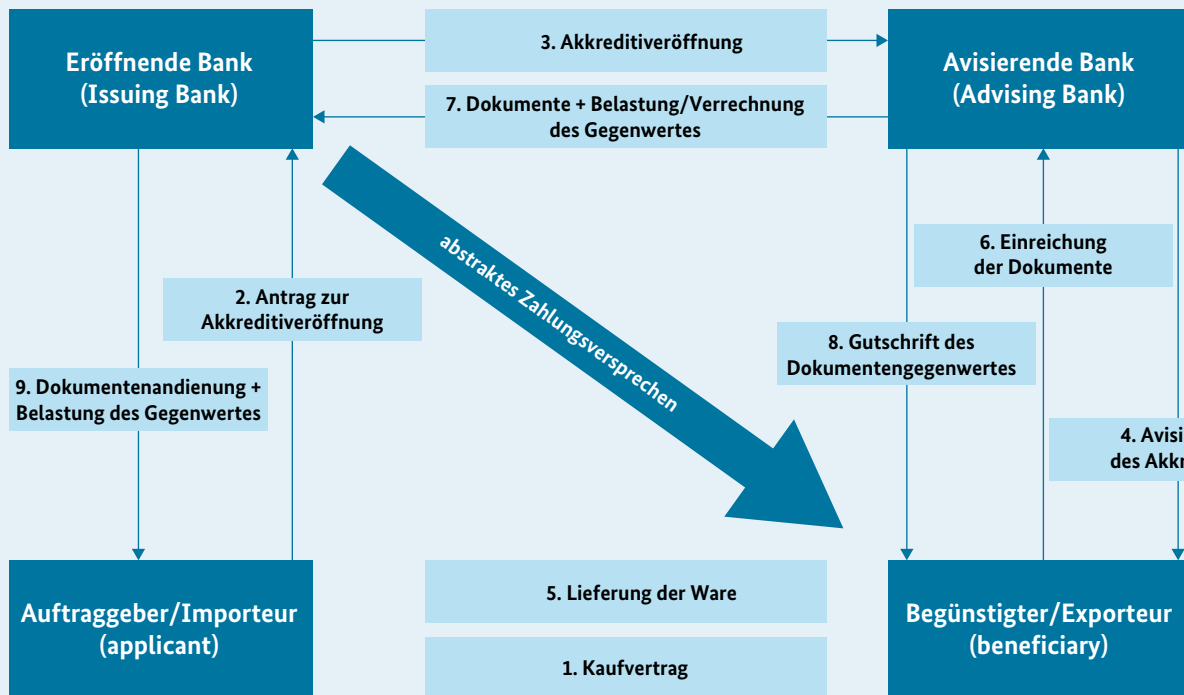 Eröffnende Bank
(Issuing Bank)
3. Akkreditiveröffnung
7. Dokumente + Belastung/Verrechnung
des Gegenwertes
Avisierende Bank
(Advising Bank)
abstraktes Zahlungsversprechen
2. Antrag zur
Akkreditiveröffnung
9. Dokumentenandienung +
Belastung des Gegenwertes
6. Einreichung
der Dokumente
8. Gutschrift des
Dokumentengegenwertes
4.
des
Auftraggeber/Importeur
(applicant)
5. Lieferung der Ware
1. Kaufvertrag
Begünstigter/Exporteur
(beneficiary)